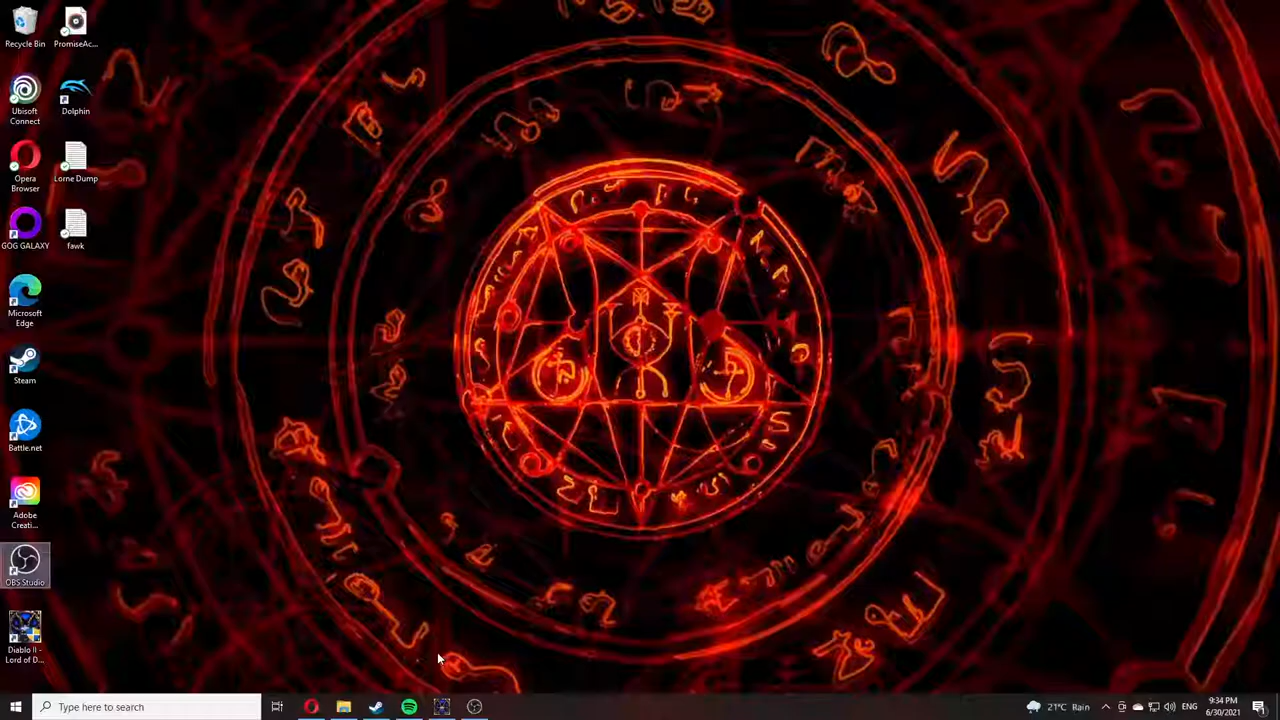 Recycle Bin
PromiseAc...
Ubisoft
Connect
Dolphin
Opera
Browser
Lorne Dump
GOG GALAXY
fawk
Microsoft
Edge
Steam
Battle.net
Adobe
Creati...
OBS Studio
Diablo II -
Lord of D...
Type here to search
21°C Rain
ENG
9:34 PM
6/30/2021
1